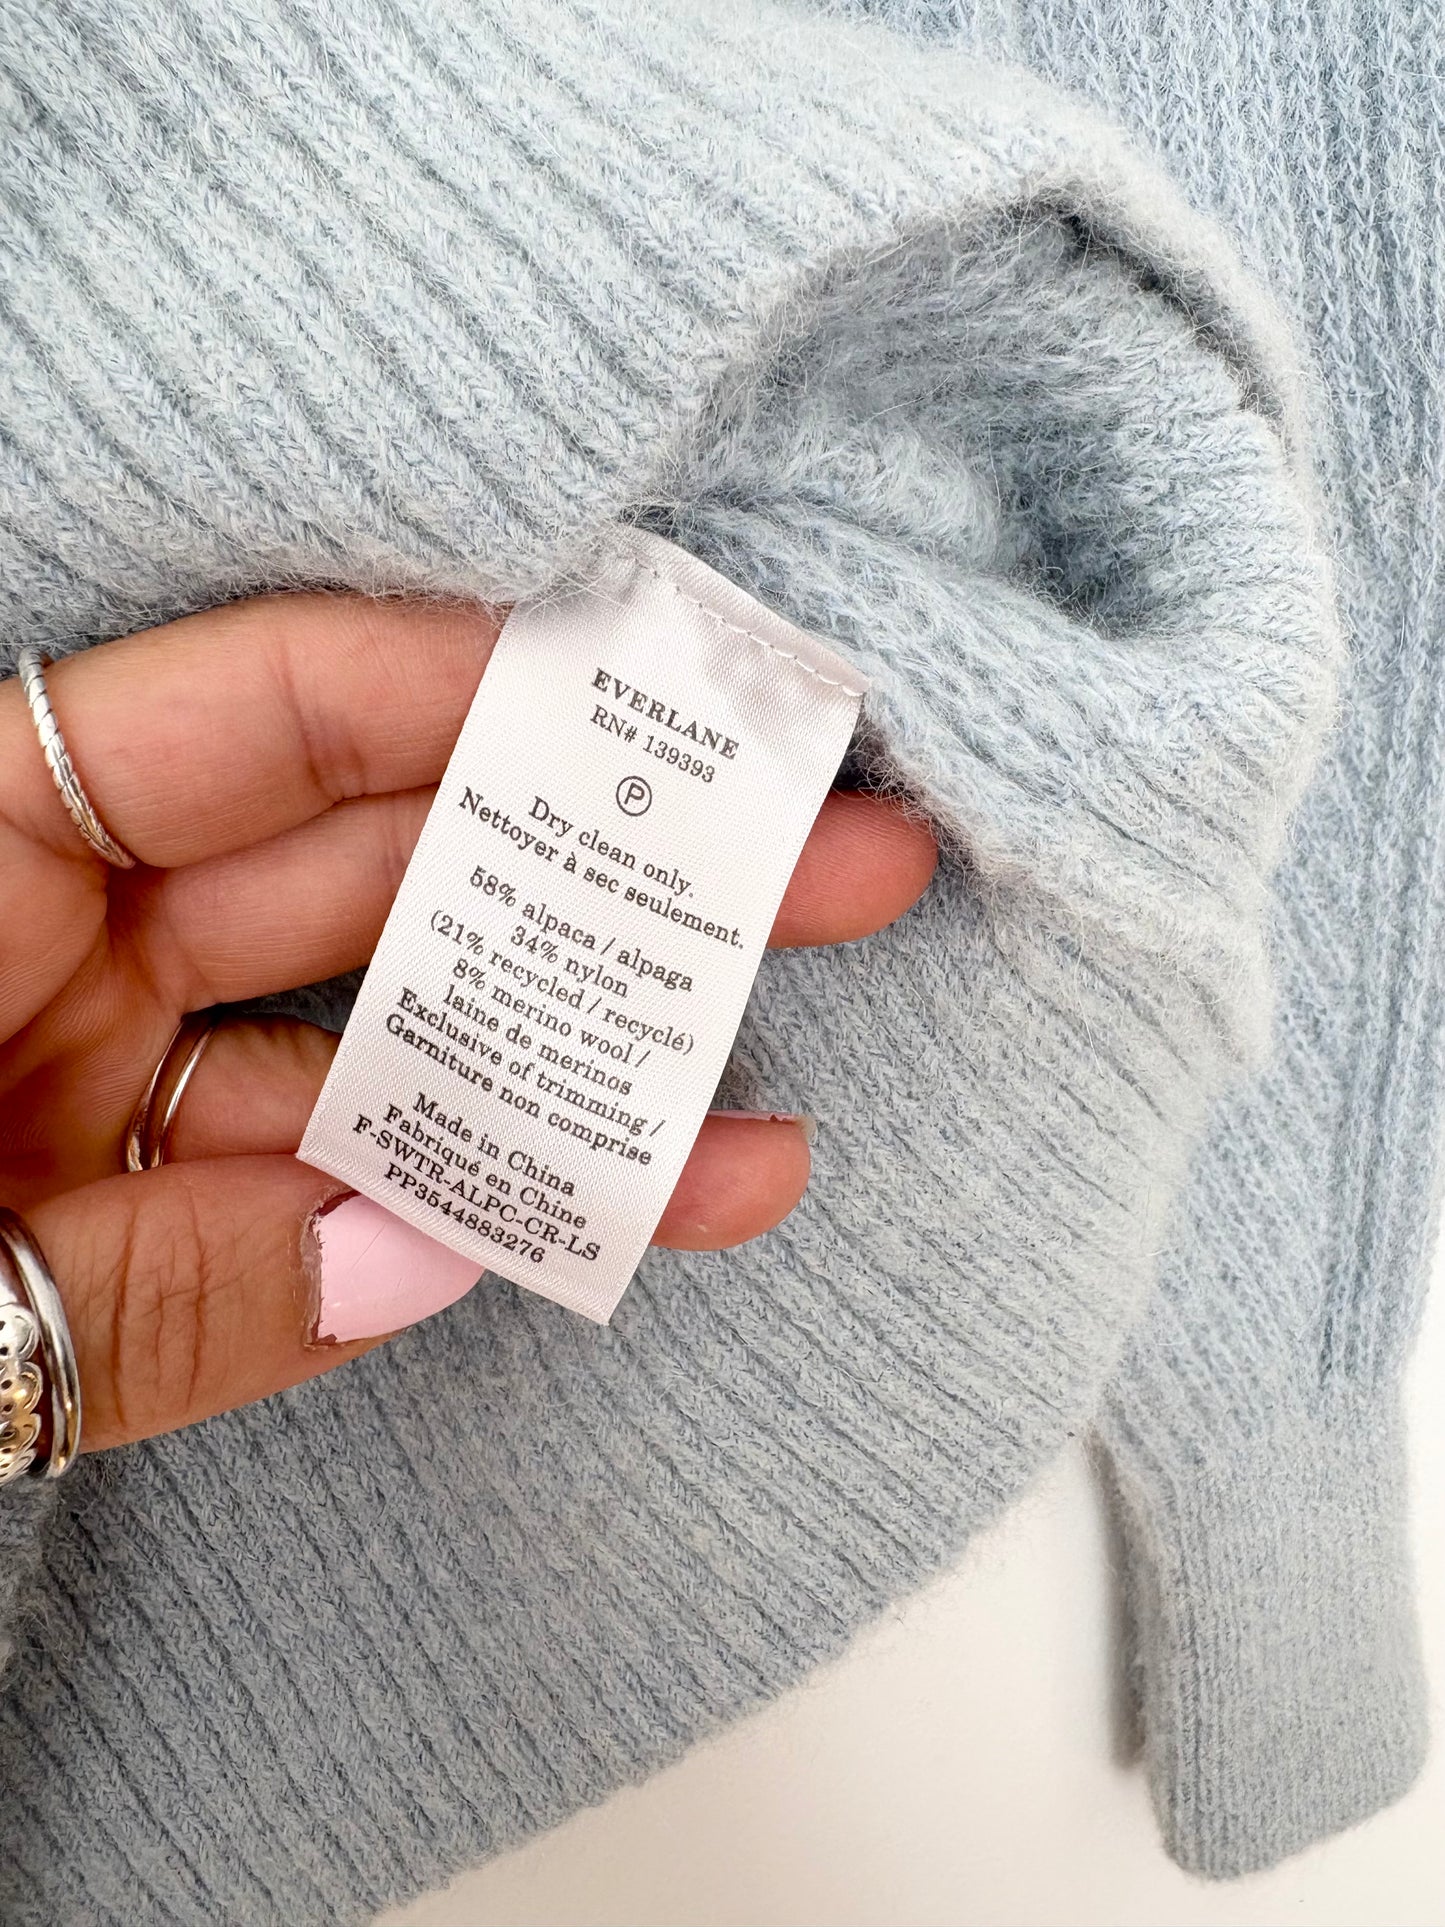 EVERLANE
RN# 139393
P
Dry clean only.
Nettoyer à sec seulement.
58% alpaca / alpaga
34% nylon
(21% recycled / recyclé)
8% merino wool /
laine de merinos
Exclusive of trimming /
Garniture non comprise
Made in China
Fabriqué en Chine
F-SWTR-ALPC-CR-LS
PP3544883276